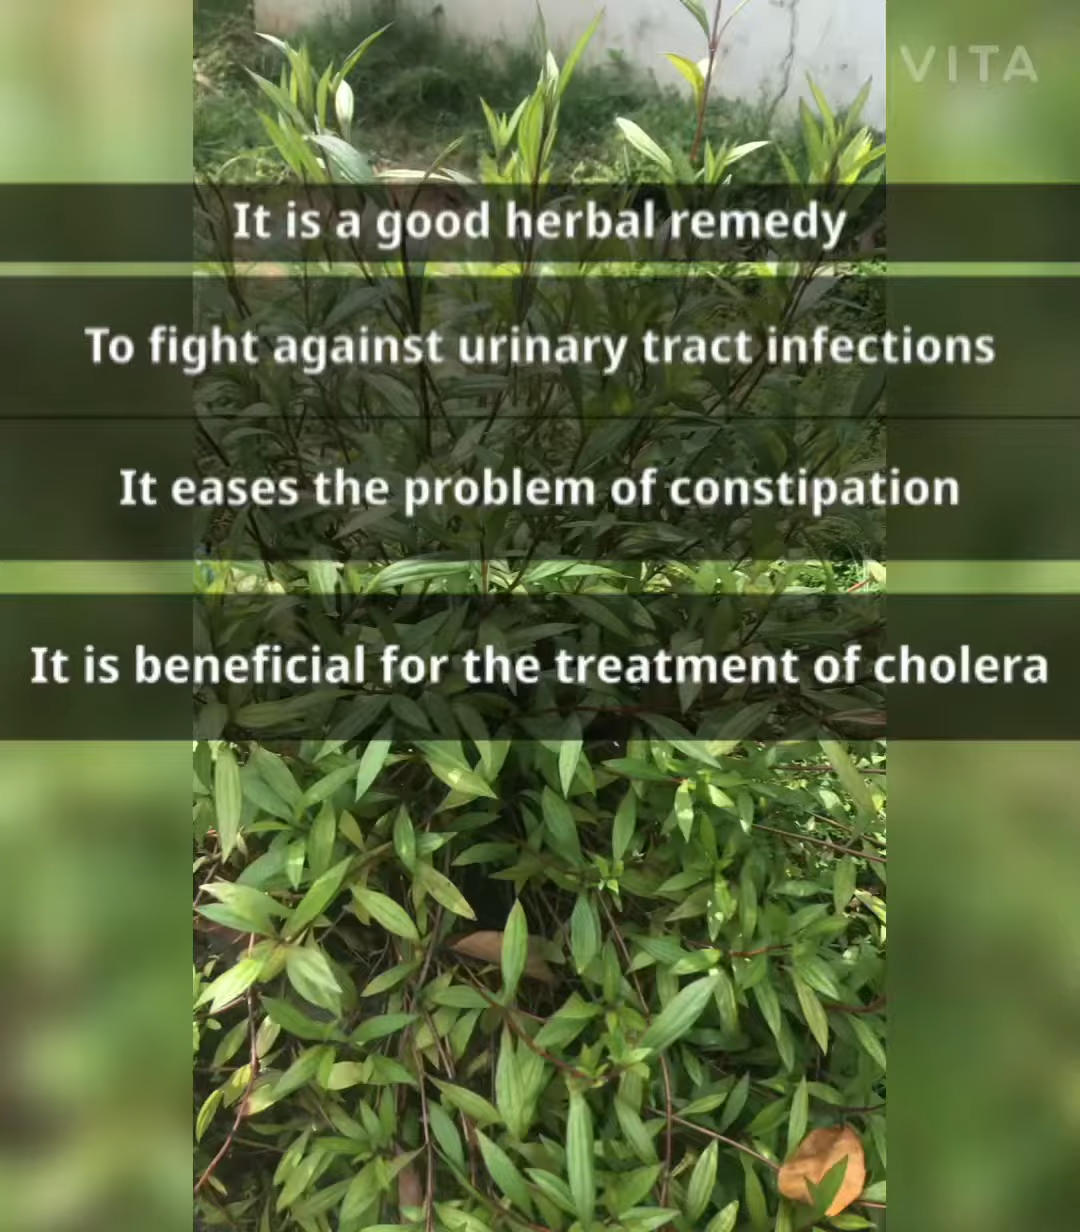 VITA
It is a good herbal remedy
To fight against urinary tract infections
It eases the problem of constipation
It is beneficial for the treatment of cholera